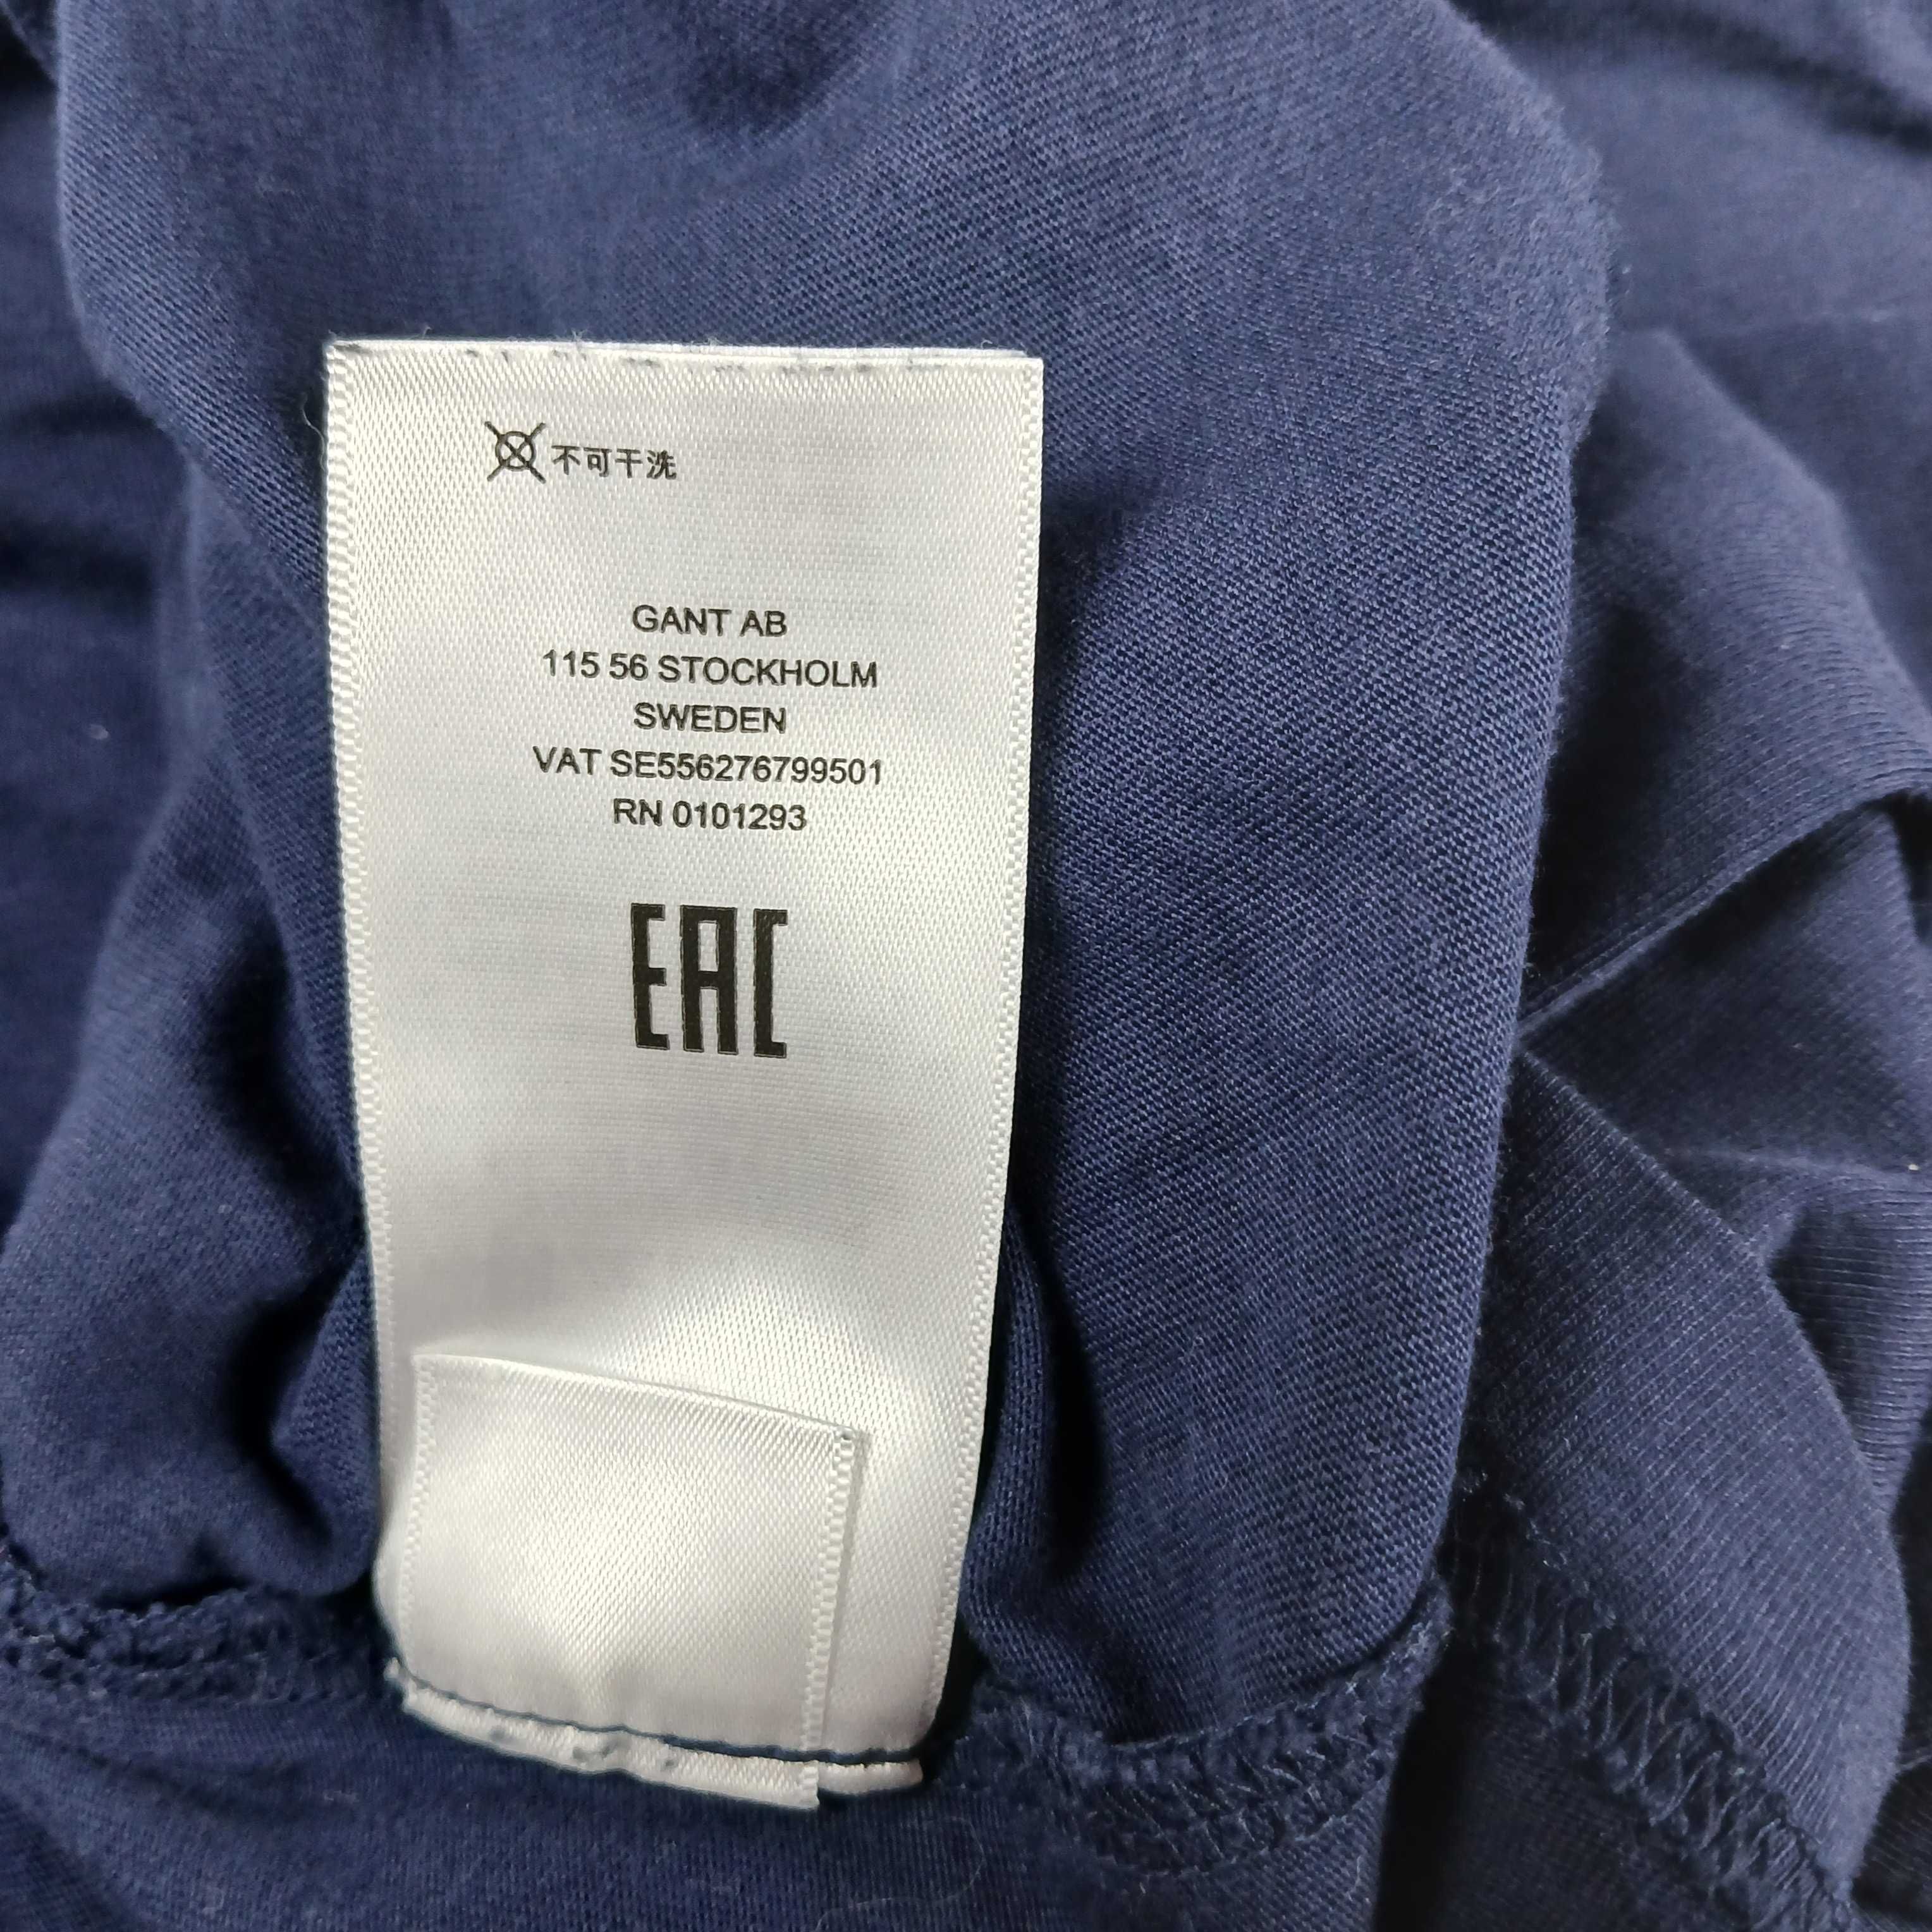 不可干洗
GANT AB
115 56 STOCKHOLM
SWEDEN
VAT SE556276799501
RN 0101293
EAC